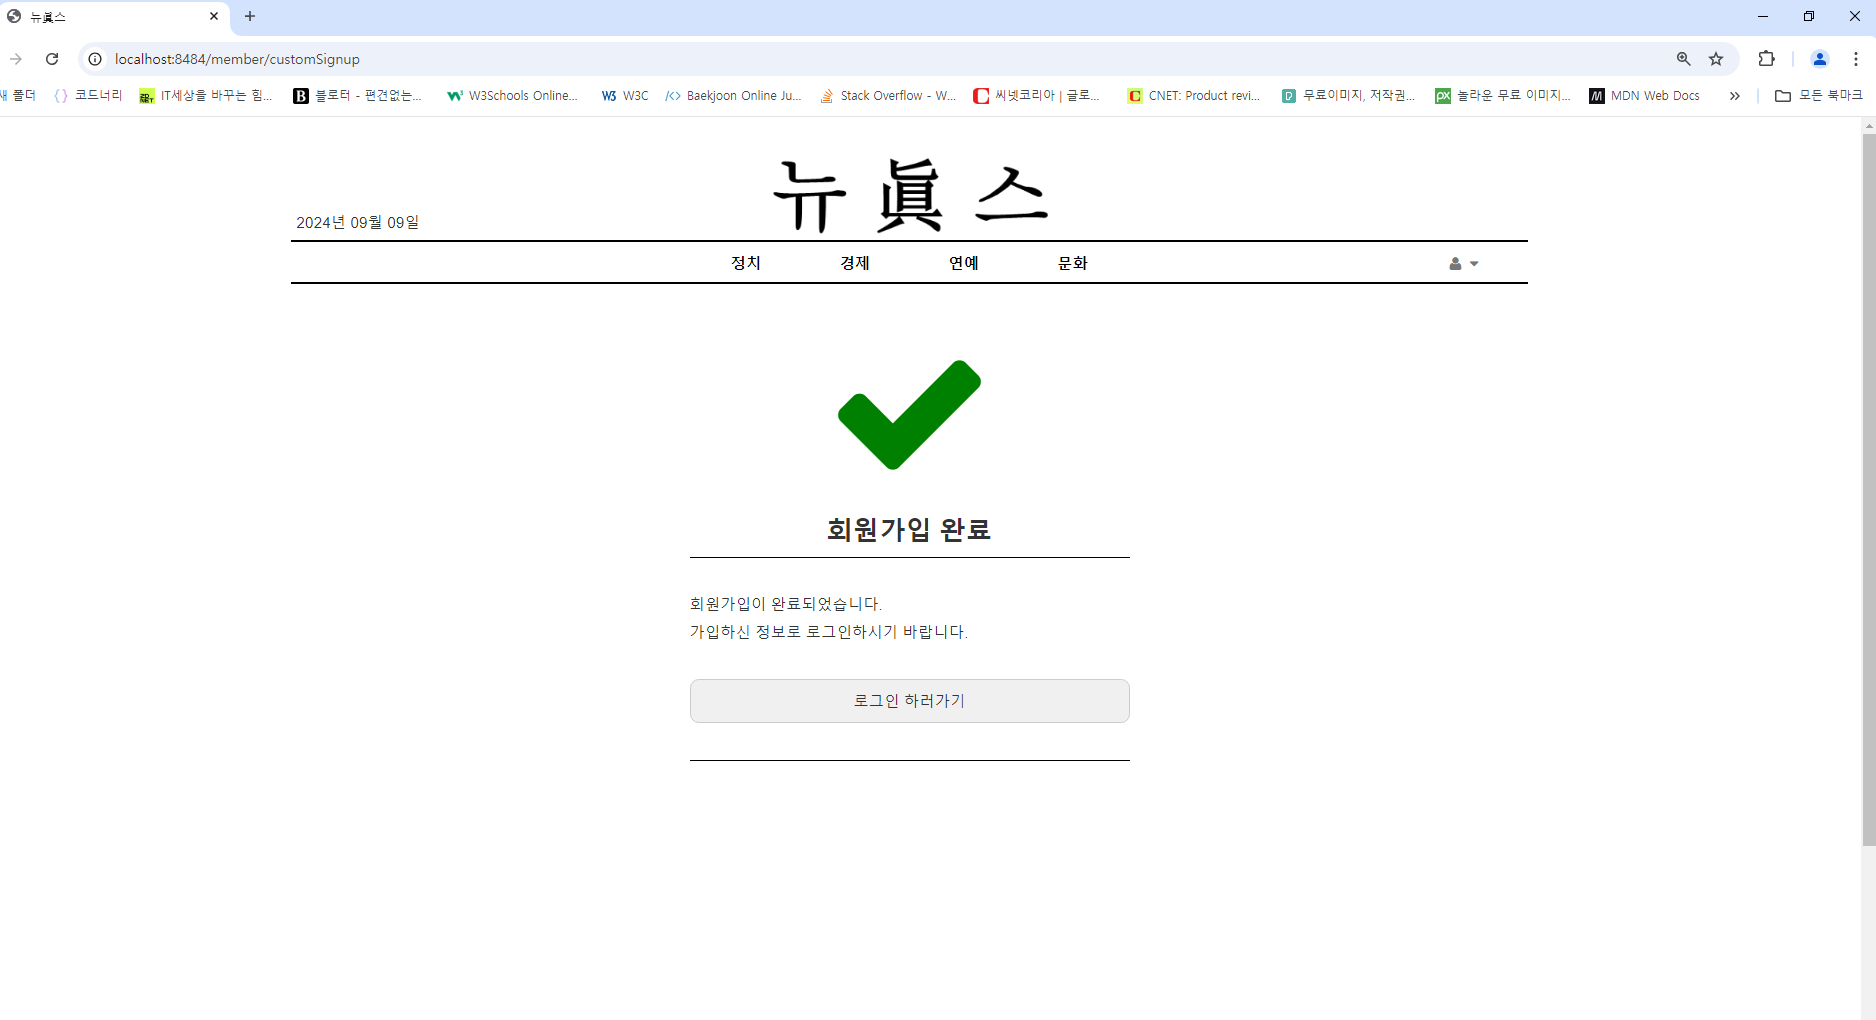 뉴眞스
localhost:8484/member/customSignup
새 폴더
코드너리
IT세상을 바꾸는 힘...
블로터 - 편견없는...
W3Schools Online...
W3C
Baekjoon Online Ju...
Stack Overflow - W...
씨넷코리아 | 글로...
CNET: Product revi...
무료이미지, 저작권...
놀라운 무료 이미지...
MDN Web Docs
모든 북마크
뉴眞스
2024년 09월 09일
정치
경제
연예
문화
회원가입 완료
회원가입이 완료되었습니다.
가입하신 정보로 로그인하시기 바랍니다.
로그인 하러가기